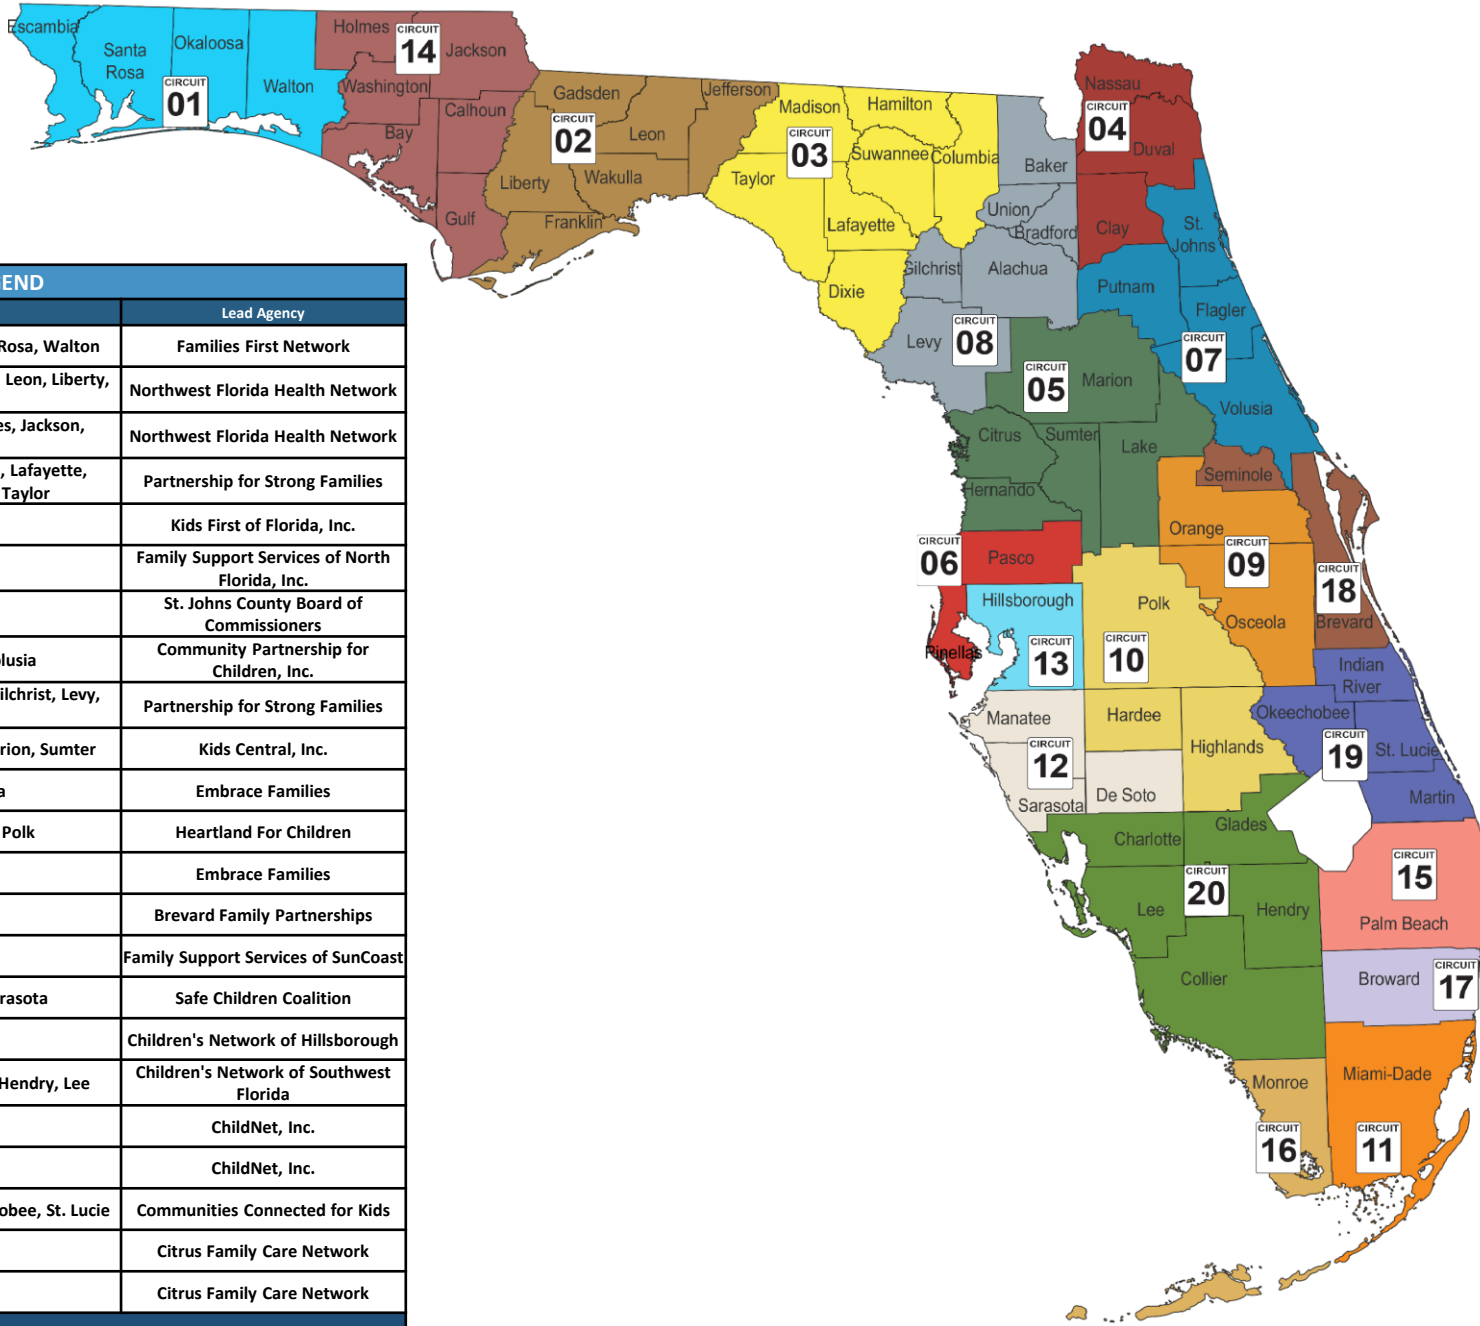 Escambia
Santa
Rosa
Okaloosa
Walton
CIRCUIT
01
Holmes
CIRCUIT
14
Jackson
Washington
Calhoun
Bay
Gulf
Gadsden
Jefferson
CIRCUIT
02
Leon
Liberty
Wakulla
Franklin
Madison
Hamilton
CIRCUIT
03
Suwannee
Columbia
Taylor
Lafayette
Dixie
Nassau
CIRCUIT
04
Duval
Clay
Baker
Union
Bradford
Gilchrist
Alachua
Levy
CIRCUIT
08
St.
Johns
Putnam
Flagler
CIRCUIT
07
Volusia
CIRCUIT
05
Marion
Citrus
Sumter
Lake
Hernando
Seminole
Orange
CIRCUIT
09
Osceola
CIRCUIT
18
Brevard
CIRCUIT
06
Pasco
Pinellas
Hillsborough
CIRCUIT
13
Polk
CIRCUIT
10
Hardee
Highlands
Manatee
CIRCUIT
12
Sarasota
De Soto
Indian
River
Okeechobee
CIRCUIT
19
St. Lucie
Martin
Charlotte
Glades
CIRCUIT
20
Lee
Hendry
Collier
CIRCUIT
15
Palm Beach
Broward
CIRCUIT
17
Monroe
CIRCUIT
16
Miami-Dade
CIRCUIT
11
GEND
Lead Agency
Rosa, Walton
Families First Network
Leon, Liberty,
Northwest Florida Health Network
es, Jackson,
Northwest Florida Health Network
, Lafayette,
Taylor
Partnership for Strong Families
Kids First of Florida, Inc.
Family Support Services of North
Florida, Inc.
St. Johns County Board of
Commissioners
olusia
Community Partnership for
Children, Inc.
ilchrist, Levy,
Partnership for Strong Families
rion, Sumter
Kids Central, Inc.
a
Embrace Families
Polk
Heartland For Children
Embrace Families
Brevard Family Partnerships
Family Support Services of SunCoast
rasota
Safe Children Coalition
Children's Network of Hillsborough
Hendry, Lee
Children's Network of Southwest
Florida
ChildNet, Inc.
ChildNet, Inc.
obee, St. Lucie
Communities Connected for Kids
Citrus Family Care Network
Citrus Family Care Network